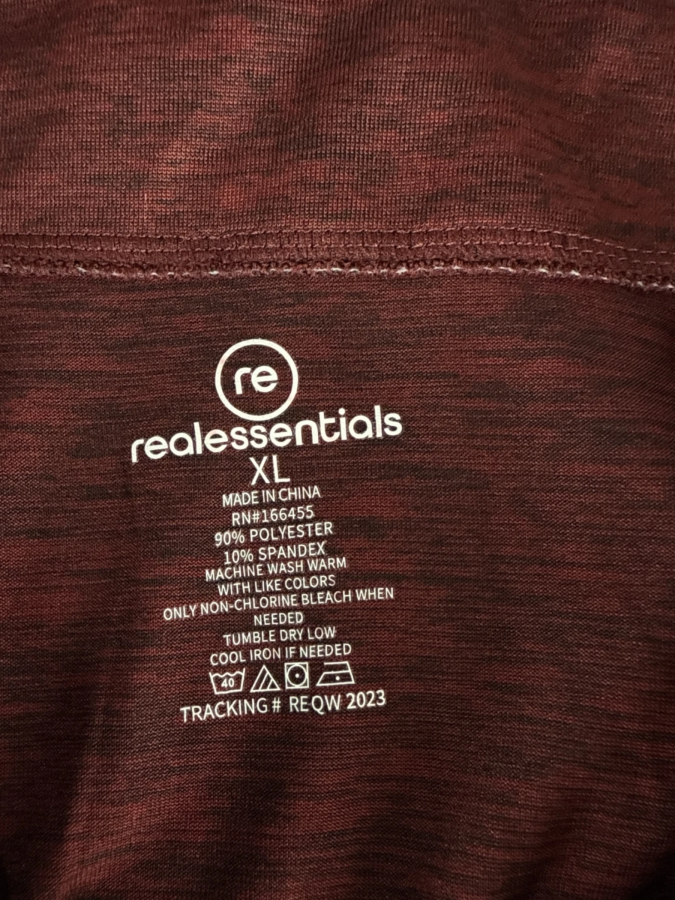 re
realessentials
XL
MADE IN CHINA
RN#166455
90% POLYESTER
10% SPANDEX
MACHINE WASH WARM
WITH LIKE COLORS
ONLY NON-CHLORINE BLEACH WHEN
NEEDED
TUMBLE DRY LOW
COOL IRON IF NEEDED
40
TRACKING# REQW 2023